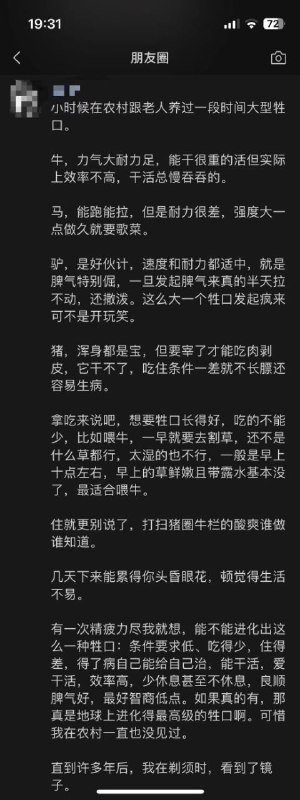 19:31
72
朋友圈
小时候在农村跟老人养过一段时间大型牲
口。
牛，力气大耐力足，能干很重的活但实际
上效率不高，干活总慢吞吞的。
马，能跑能拉，但是耐力很差，强度大一
点做久就要歇菜。
驴，是好伙计，速度和耐力都适中，就是
脾气特别倔，一旦发起脾气来真的半天拉
不动，还撒泼。这么大一个牲口发起疯来
可不是开玩笑。
猪，浑身都是宝，但要宰了才能吃肉剥
皮，它干不了，吃住条件一差就不长膘还
容易生病。
拿吃来说吧，想要牲口长得好，吃的不能
少，比如喂牛，一早就要去割草，还不是
什么草都行，太湿的也不行，一般是早上
十点左右，早上的草鲜嫩且带露水基本没
了，最适合喂牛。
住就更别说了，打扫猪圈牛栏的酸爽谁做
谁知道。
几天下来能累得你头昏眼花，顿觉得生活
不易。
有一次精疲力尽我就想，能不能进化出这
么一种牲口：条件要求低、吃得少，住得
差，得了病自己能给自己治，能干活，爱
干活，效率高，少休息甚至不休息，良顺
脾气好，最好智商低点。如果真的有，那
真是地球上进化得最高级的牲口啊。可惜
我在农村一直也没见过。
直到许多年后，我在剃须时，看到了镜
子。